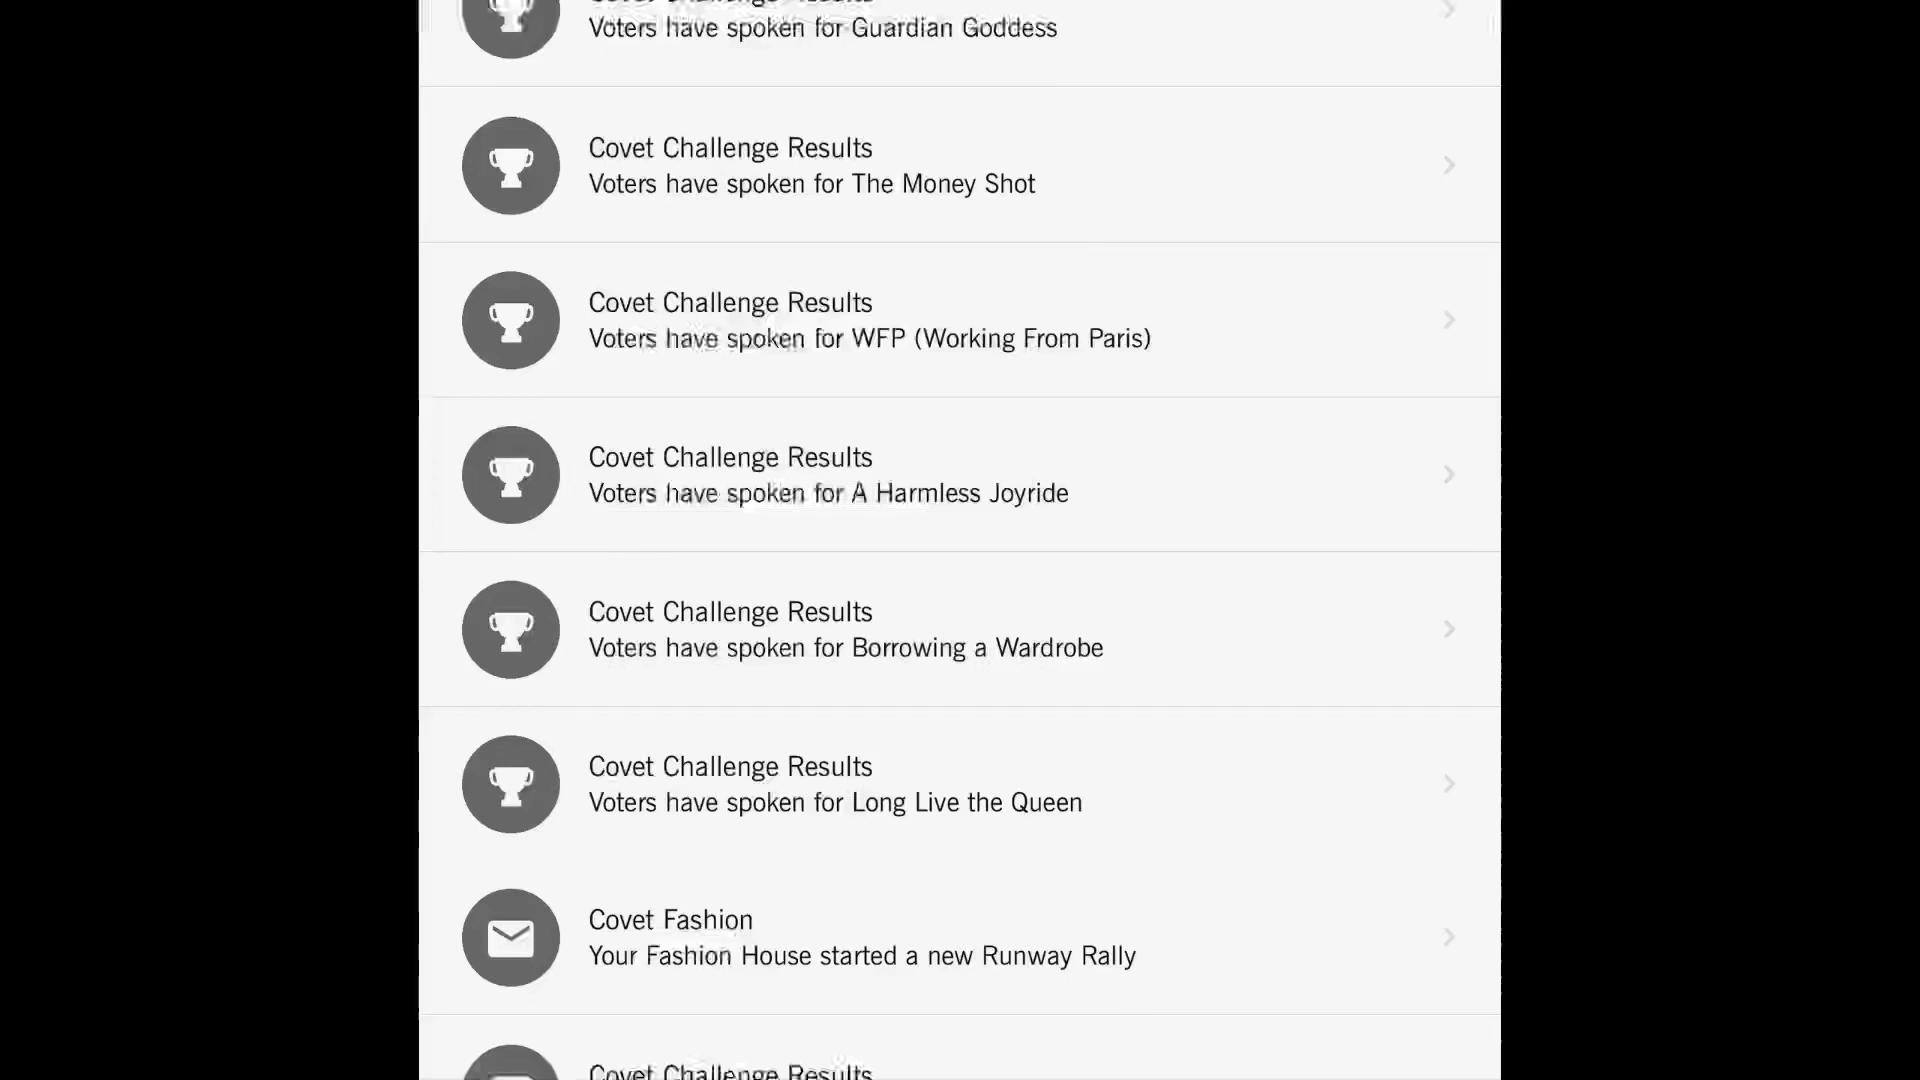 Covet Challenge Results
Voters have spoken for Guardian Goddess
Covet Challenge Results
Voters have spoken for The Money Shot
Covet Challenge Results
Voters have spoken for WFP (Working From Paris)
Covet Challenge Results
Voters have spoken for A Harmless Joyride
Covet Challenge Results
Voters have spoken for Borrowing a Wardrobe
Covet Challenge Results
Voters have spoken for Long Live the Queen
Covet Fashion
Your Fashion House started a new Runway Rally
Covet Challenge Results